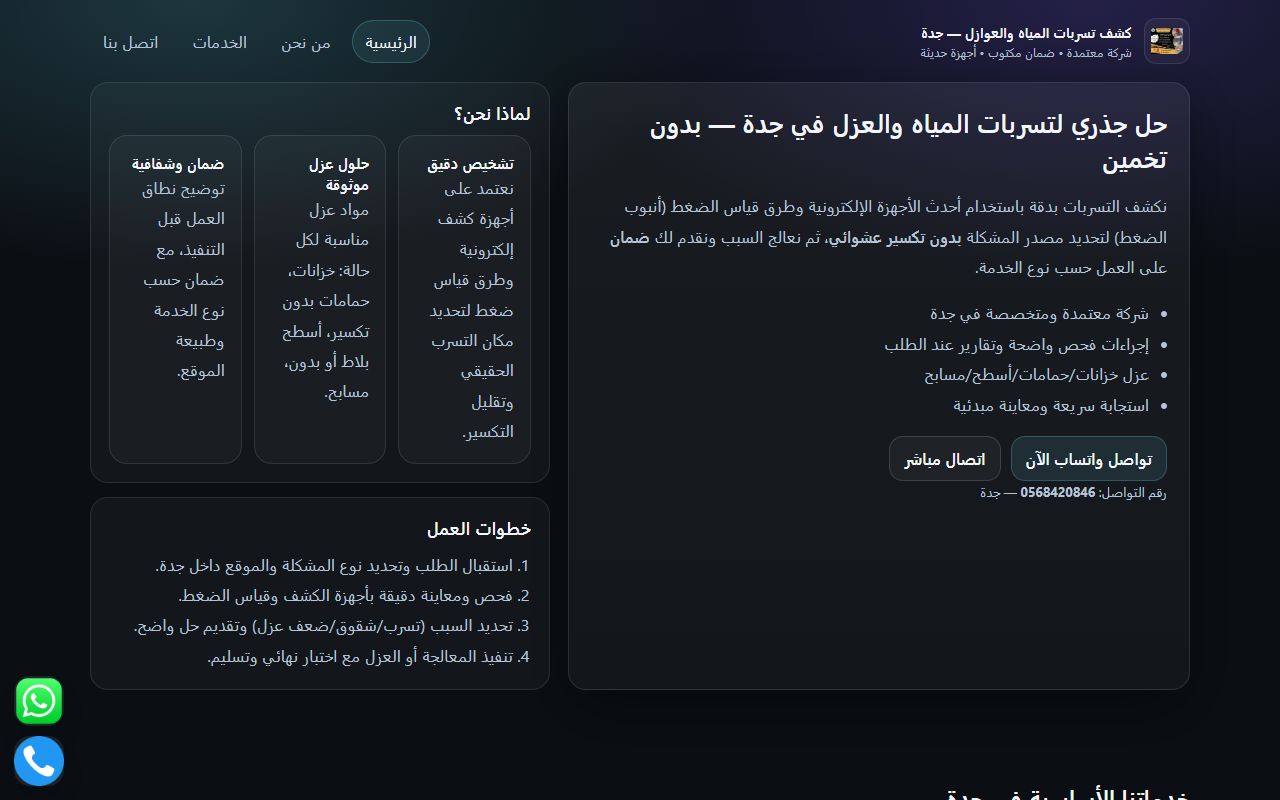 كشف تسربات المياه والعوازل — جدة
شركة معتمدة • ضمان مكتوب • أجهزة حديثة
الرئيسية
من نحن
الخدمات
اتصل بنا
حل جذري لتسربات المياه والعزل في جدة — بدون
تخمين
نكشف التسربات بدقة باستخدام أحدث الأجهزة الإلكترونية وطرق قياس الضغط (أنبوب
الضغط) لتحديد مصدر المشكلة بدون تكسير عشوائي، ثم نعالج السبب ونقدم لك ضمان
على العمل حسب نوع الخدمة.
• شركة معتمدة ومتخصصة في جدة
• إجراءات فحص واضحة وتقارير عند الطلب
• عزل خزانات/حمامات/أسطح/مسابح
• استجابة سريعة ومعاينة مبدئية
تواصل واتساب الآن
اتصال مباشر
رقم التواصل: 0568420846 — جدة
لماذا نحن؟
تشخيص دقيق
نعتمد على
أجهزة كشف
إلكترونية
وطرق قياس
ضغط لتحديد
مكان التسرب
الحقيقي
وتقليل
التكسير.
حلول عزل
موثوقة
مواد عزل
مناسبة لكل
حالة: خزانات،
حمامات بدون
تكسير، أسطح
بلاط أو بدون،
مسابح.
ضمان وشفافية
توضيح نطاق
العمل قبل
التنفيذ، مع
ضمان حسب
نوع الخدمة
وطبيعة
الموقع.
خطوات العمل
1. استقبال الطلب وتحديد نوع المشكلة والموقع داخل جدة.
2. فحص ومعاينة دقيقة بأجهزة الكشف وقياس الضغط.
3. تحديد السبب (تسرب/شقوق/ضعف عزل) وتقديم حل واضح.
4. تنفيذ المعالجة أو العزل مع اختبار نهائي وتسليم.
خدماتنا الأساسية في جدة